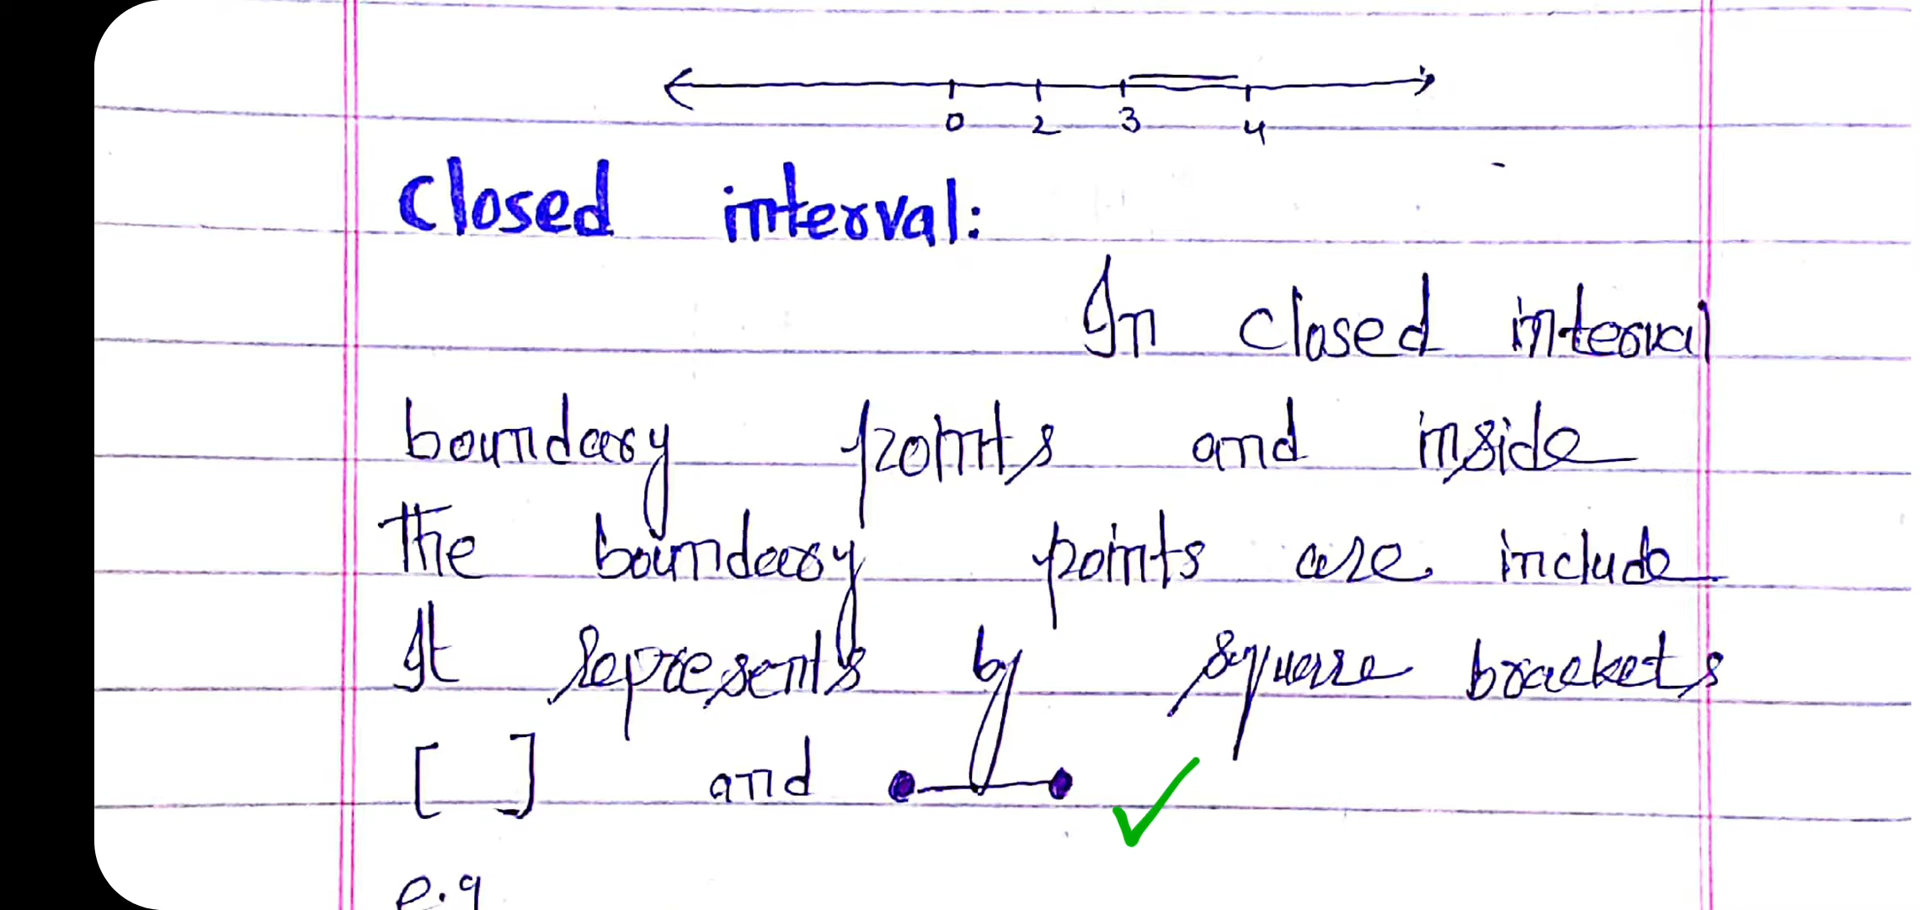 0 2 3 4
Closed interval:
In closed interval
boundary points and inside
the boundary points are include
It represents by square brackets
[ ] and
e.g